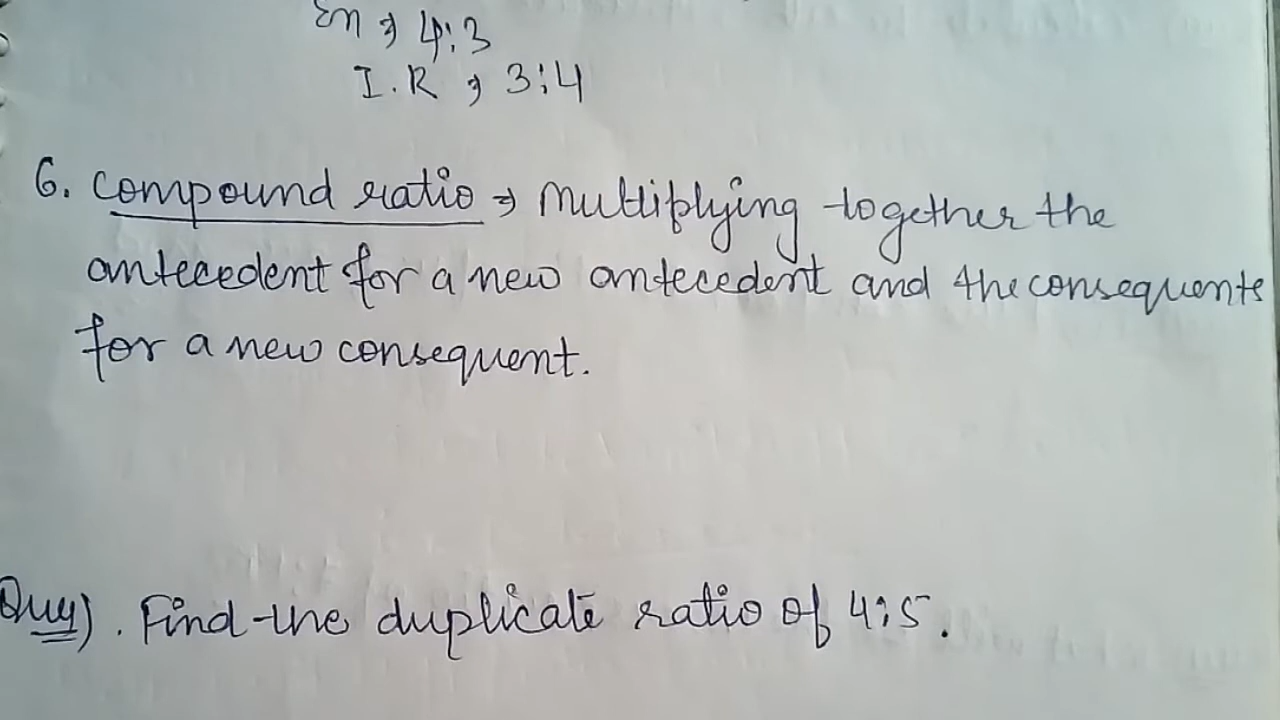 En → 4:3
I.R → 3:4
6. Compound ratio → Multiplying together the
antecedent for a new antecedent and the consequents
for a new consequent.
Find the duplicate ratio of 4:5.